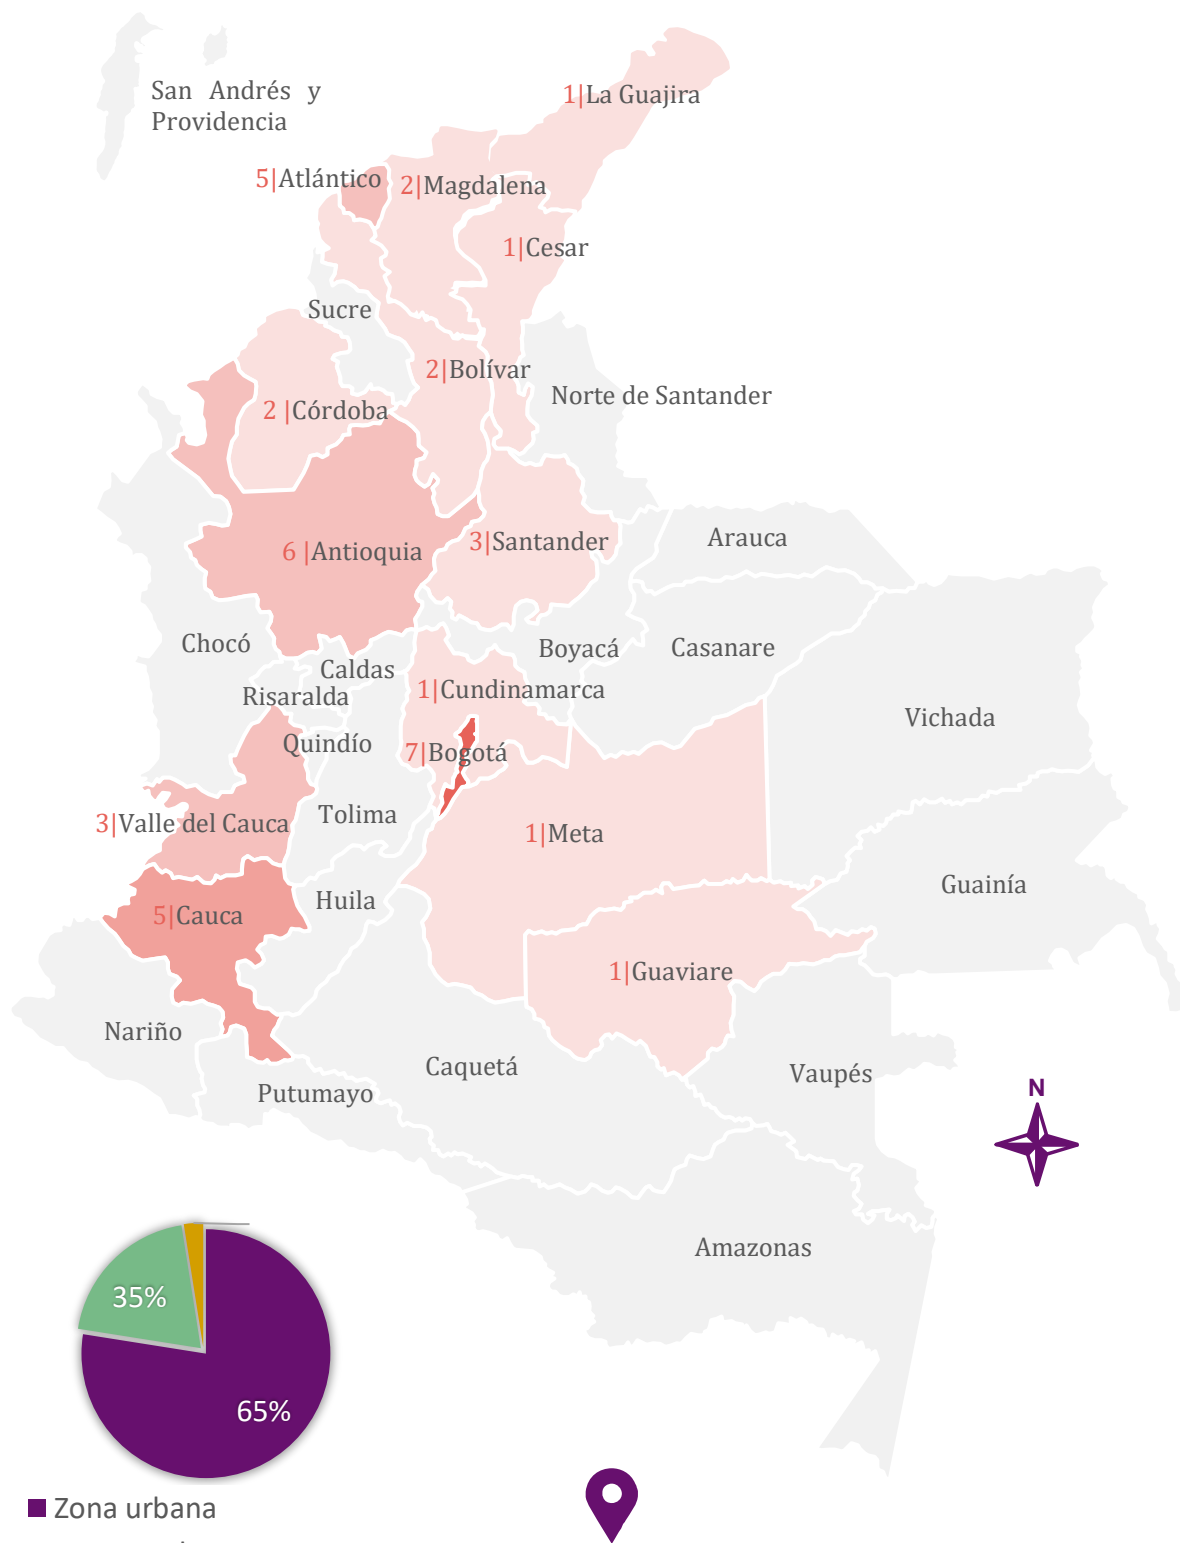 San Andrés y
Providencia
1|La Guajira
5|Atlántico
2|Magdalena
1|Cesar
Sucre
2|Bolívar
Norte de Santander
2 |Córdoba
6 |Antioquia
3|Santander
Arauca
Chocó
Boyacá
Casanare
Caldas
Risaralda
1|Cundinamarca
Vichada
Quindío
7|Bogotá
Tolima
3|Valle del Cauca
1|Meta
Guainía
Huila
5|Cauca
1|Guaviare
Nariño
Caquetá
Vaupés
Putumayo
N
Amazonas
35%
65%
Zona urbana